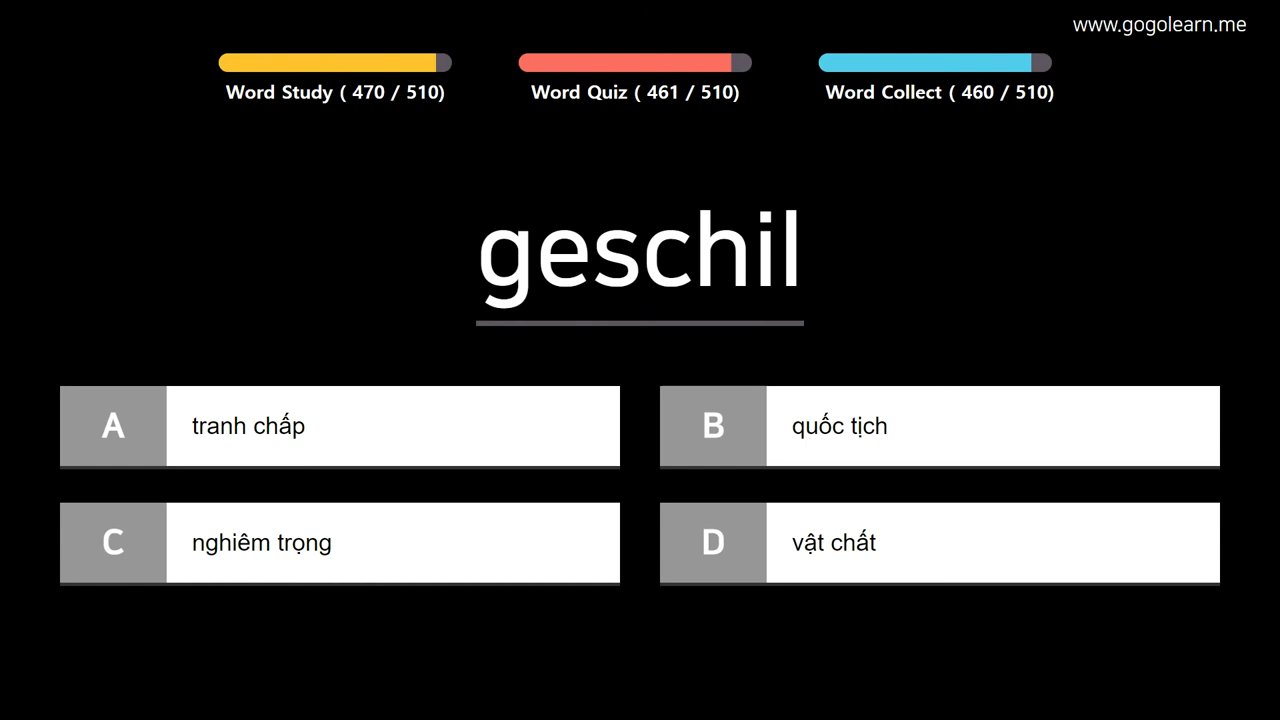 www.gogolearn.me
Word Study ( 470 / 510)
Word Quiz ( 461 / 510)
Word Collect ( 460 / 510)
geschil
A tranh chấp
B quốc tịch
C nghiêm trọng
D vật chất